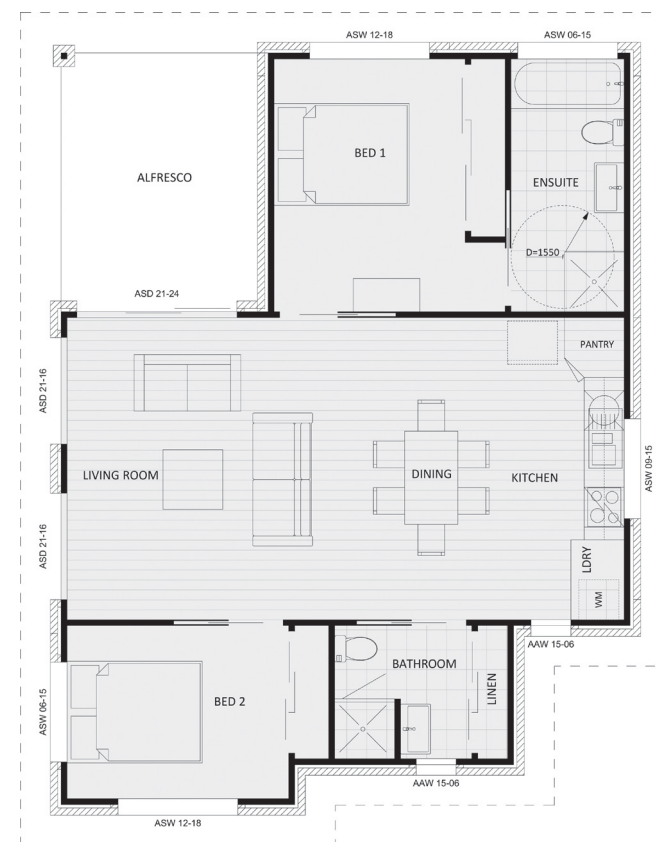 ASW 12-18
ASW 06-15
BED 1
ALFRESCO
ENSUITE
D=1550
ASD 21-24
PANTRY
ASD 21-16
ASW 09-15
LIVING ROOM
DINING
KITCHEN
ASD 21-16
LDRY
WM
AAW 15-06
BATHROOM
LINEN
BED 2
ASW 06-15
AAW 15-06
ASW 12-18